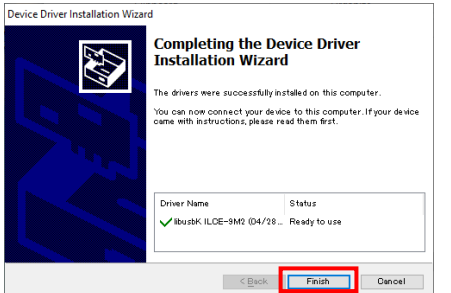 Device Driver Installation Wizard
Completing the Device Driver
Installation Wizard
The drivers were successfully installed on this computer.
You can now connect your device to this computer. If your device
came with instructions, please read them first.
Driver Name Status
libusbK ILCE-9M2 (04/28... Ready to use
< Back Finish Cancel